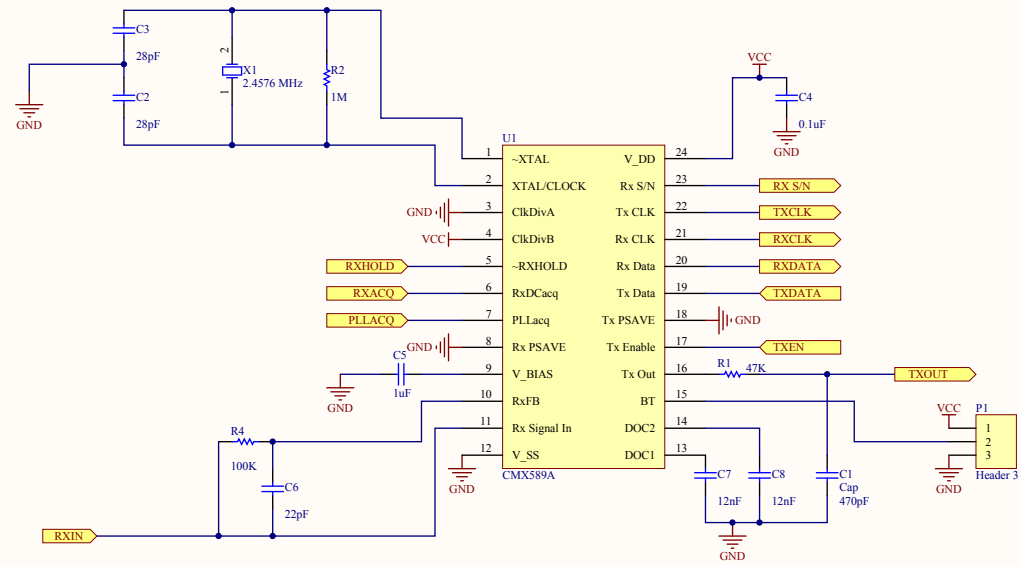 C3
28pF
2
X1
2.4576 MHz
1
R2
1M
GND
C2
28pF
VCC
C4
0.1uF
GND
U1
1 ~XTAL V_DD 24
2 XTAL/CLOCK Rx S/N 23 RX S/N
GND 3 ClkDivA Tx CLK 22 TXCLK
VCC 4 ClkDivB Rx CLK 21 RXCLK
RXHOLD 5 ~RXHOLD Rx Data 20 RXDATA
RXACQ 6 RxDCacq Tx Data 19 TXDATA
PLLACQ 7 PLLacq Tx PSAVE 18 GND
GND 8 Rx PSAVE Tx Enable 17 TXEN
C5
1uF
GND
9 V_BIAS Tx Out 16 R1 47K TXOUT
10 RxFB BT 15
11 Rx Signal In DOC2 14
12 V_SS DOC1 13
GND
CMX589A
VCC
P1
1
2
3
GND
Header 3
R4
100K
C6
22pF
RXIN
C7
12nF
C8
12nF
C1
Cap
470pF
GND